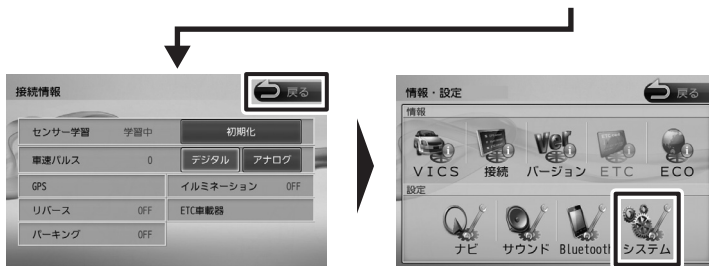 接続情報
戻る
センサー学習 学習中 初期化
車速パルス 0 デジタル アナログ
GPS イルミネーション OFF
リバース OFF ETC車載器
パーキング OFF
情報・設定
戻る
情報
VICS 接続 バージョン ETC ECO
設定
ナビ サウンド Bluetooth システム